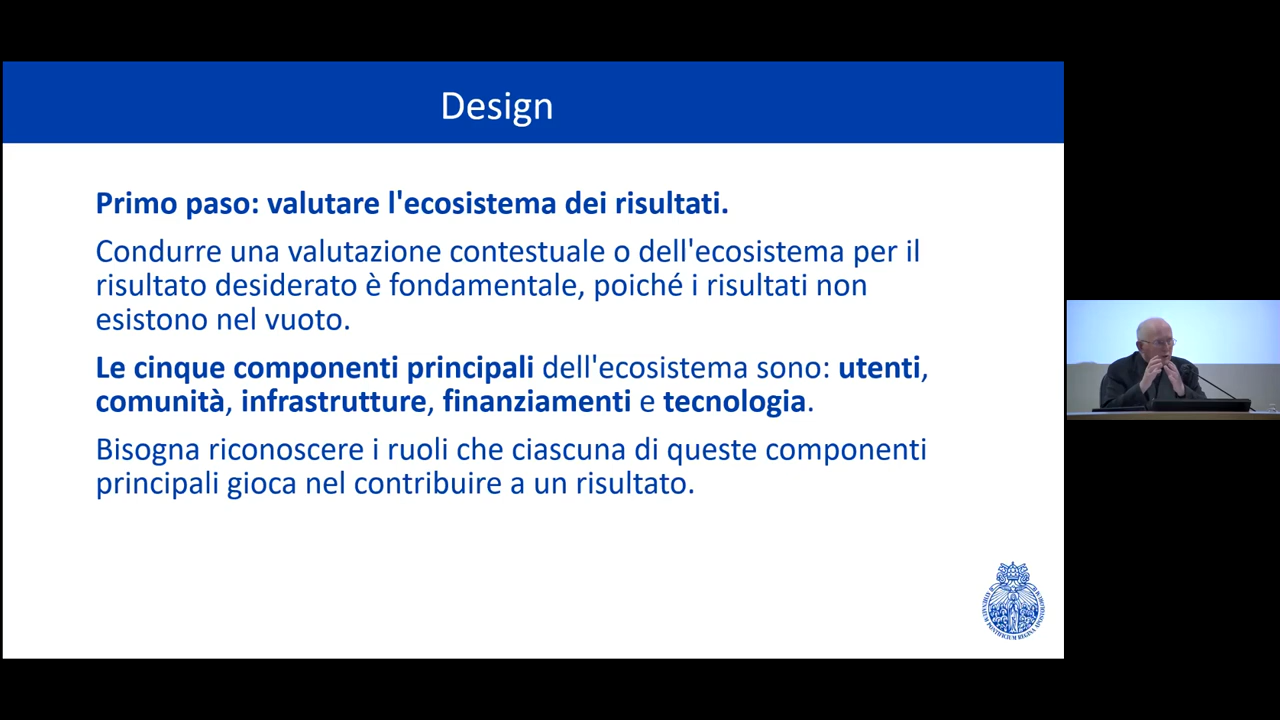 Design
Primo paso: valutare l'ecosistema dei risultati.
Condurre una valutazione contestuale o dell'ecosistema per il
risultato desiderato è fondamentale, poiché i risultati non
esistono nel vuoto.
Le cinque componenti principali dell'ecosistema sono: utenti,
comunità, infrastrutture, finanziamenti e tecnologia.
Bisogna riconoscere i ruoli che ciascuna di queste componenti
principali gioca nel contribuire a un risultato.